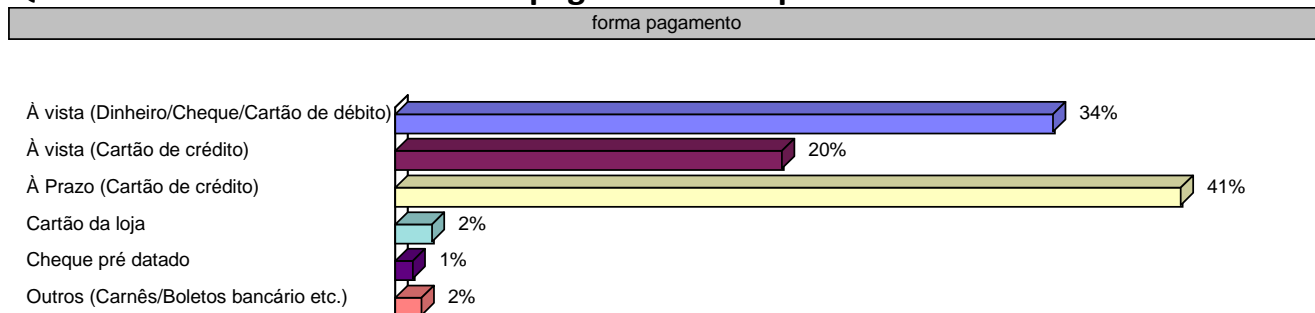 forma pagamento
À vista (Dinheiro/Cheque/Cartão de débito) 34%
À vista (Cartão de crédito) 20%
À Prazo (Cartão de crédito) 41%
Cartão da loja 2%
Cheque pré datado 1%
Outros (Carnês/Boletos bancário etc.) 2%